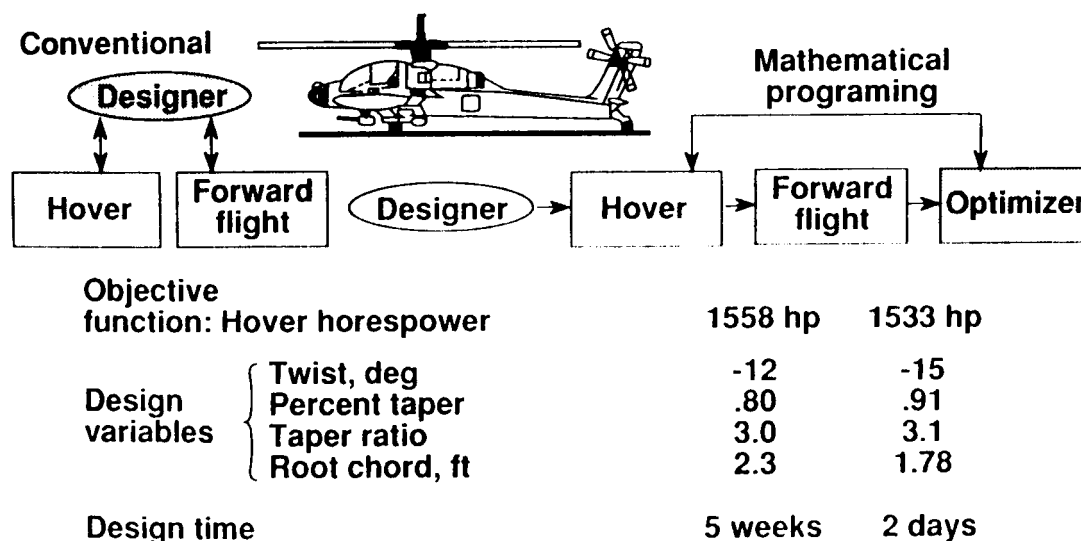 Conventional
Designer
Hover
Forward
flight
Mathematical
programing
Designer
Hover
Forward
flight
Optimizer
Objective
function: Hover horespower 1558 hp 1533 hp
Design
variables
Twist, deg -12 -15
Percent taper .80 .91
Taper ratio 3.0 3.1
Root chord, ft 2.3 1.78
Design time 5 weeks 2 days